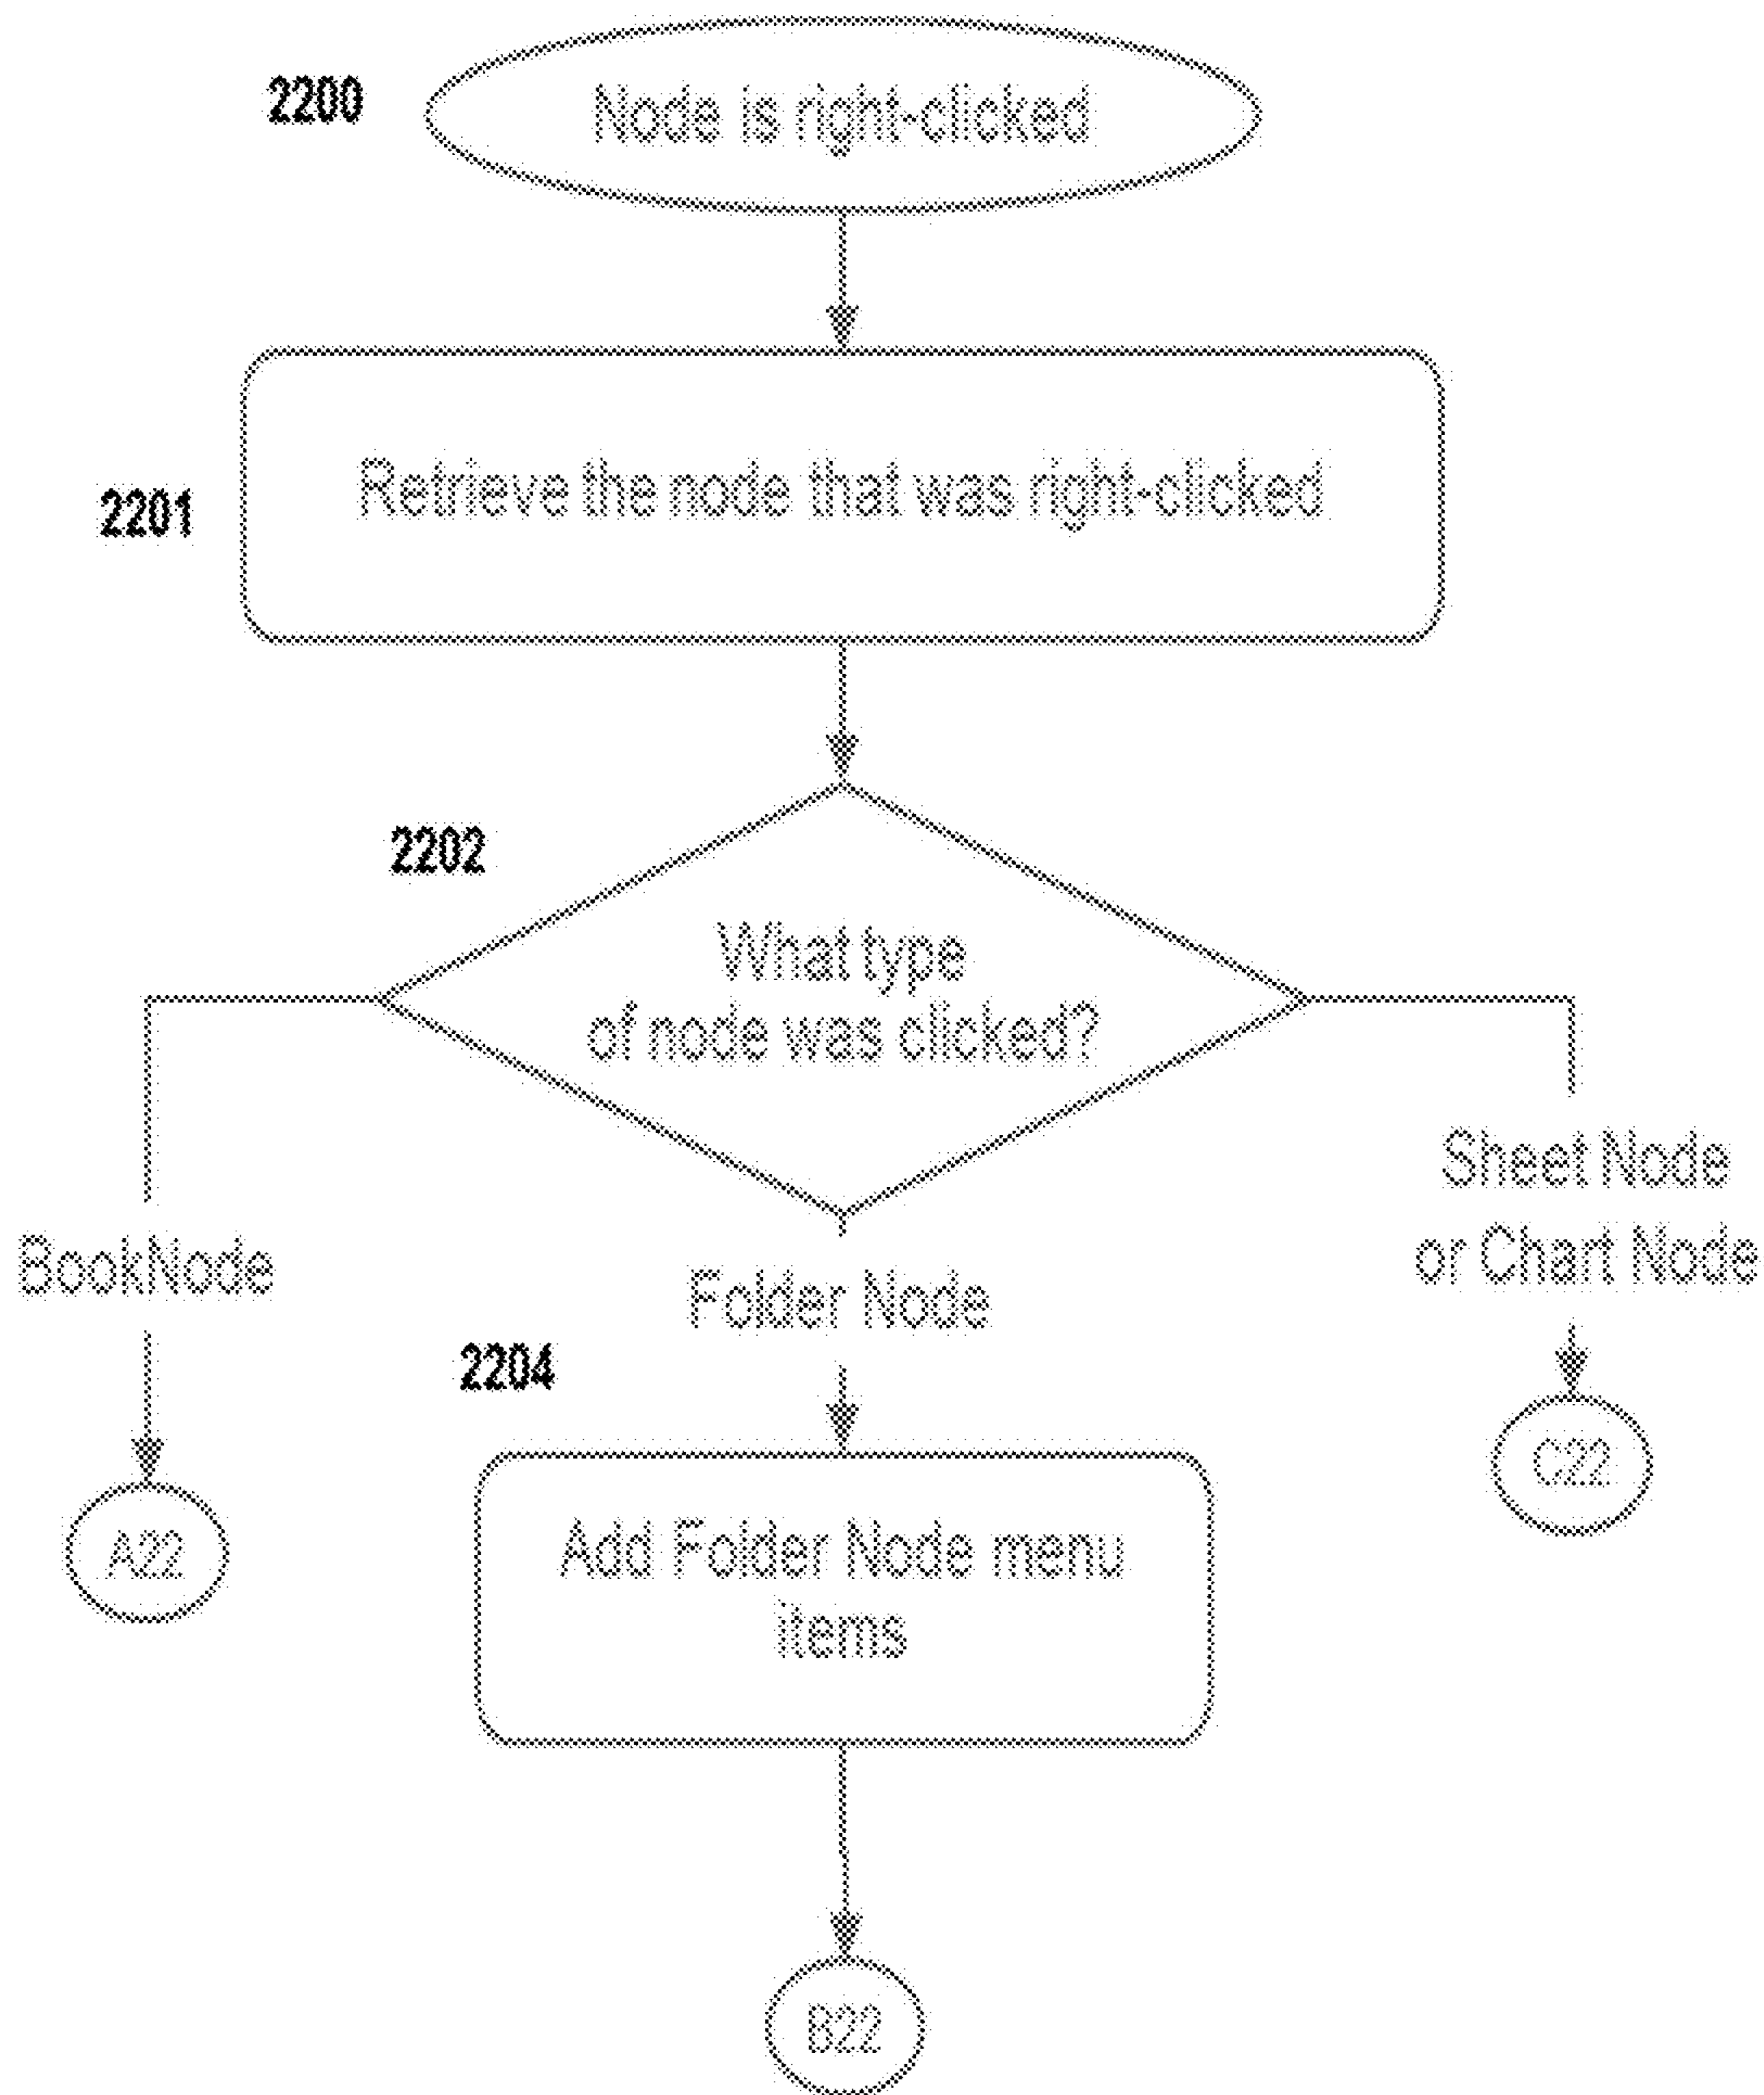 2200
Node is right-clicked
2201
Retrieve the node that was right-clicked
2202
What type
of node was clicked?
Sheet Node
or Chart Node
BookNode
Folder Node
2204
C22
A22
Add Folder Node menu
items
B22